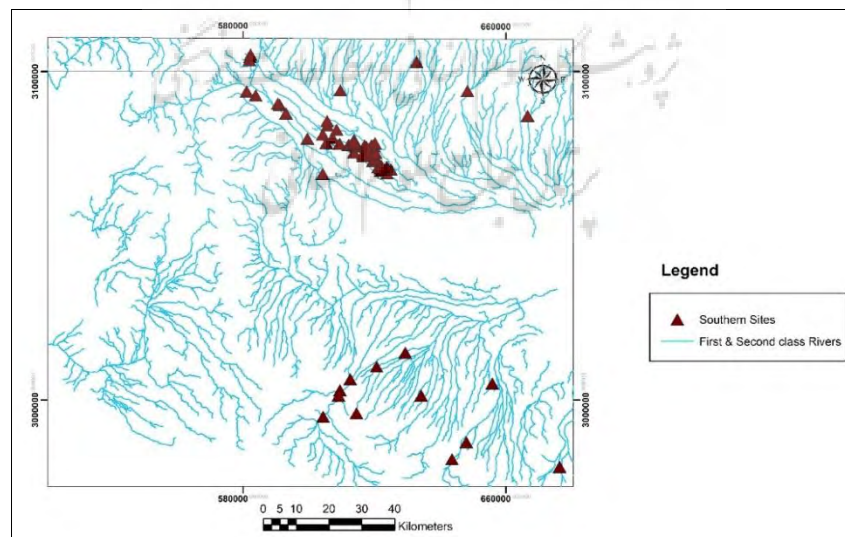 580000 660000
3100000 3100000
N
W E
S
Legend
Southern Sites
First & Second class Rivers
3000000 3000000
580000 660000
0 5 10 20 30 40
Kilometers